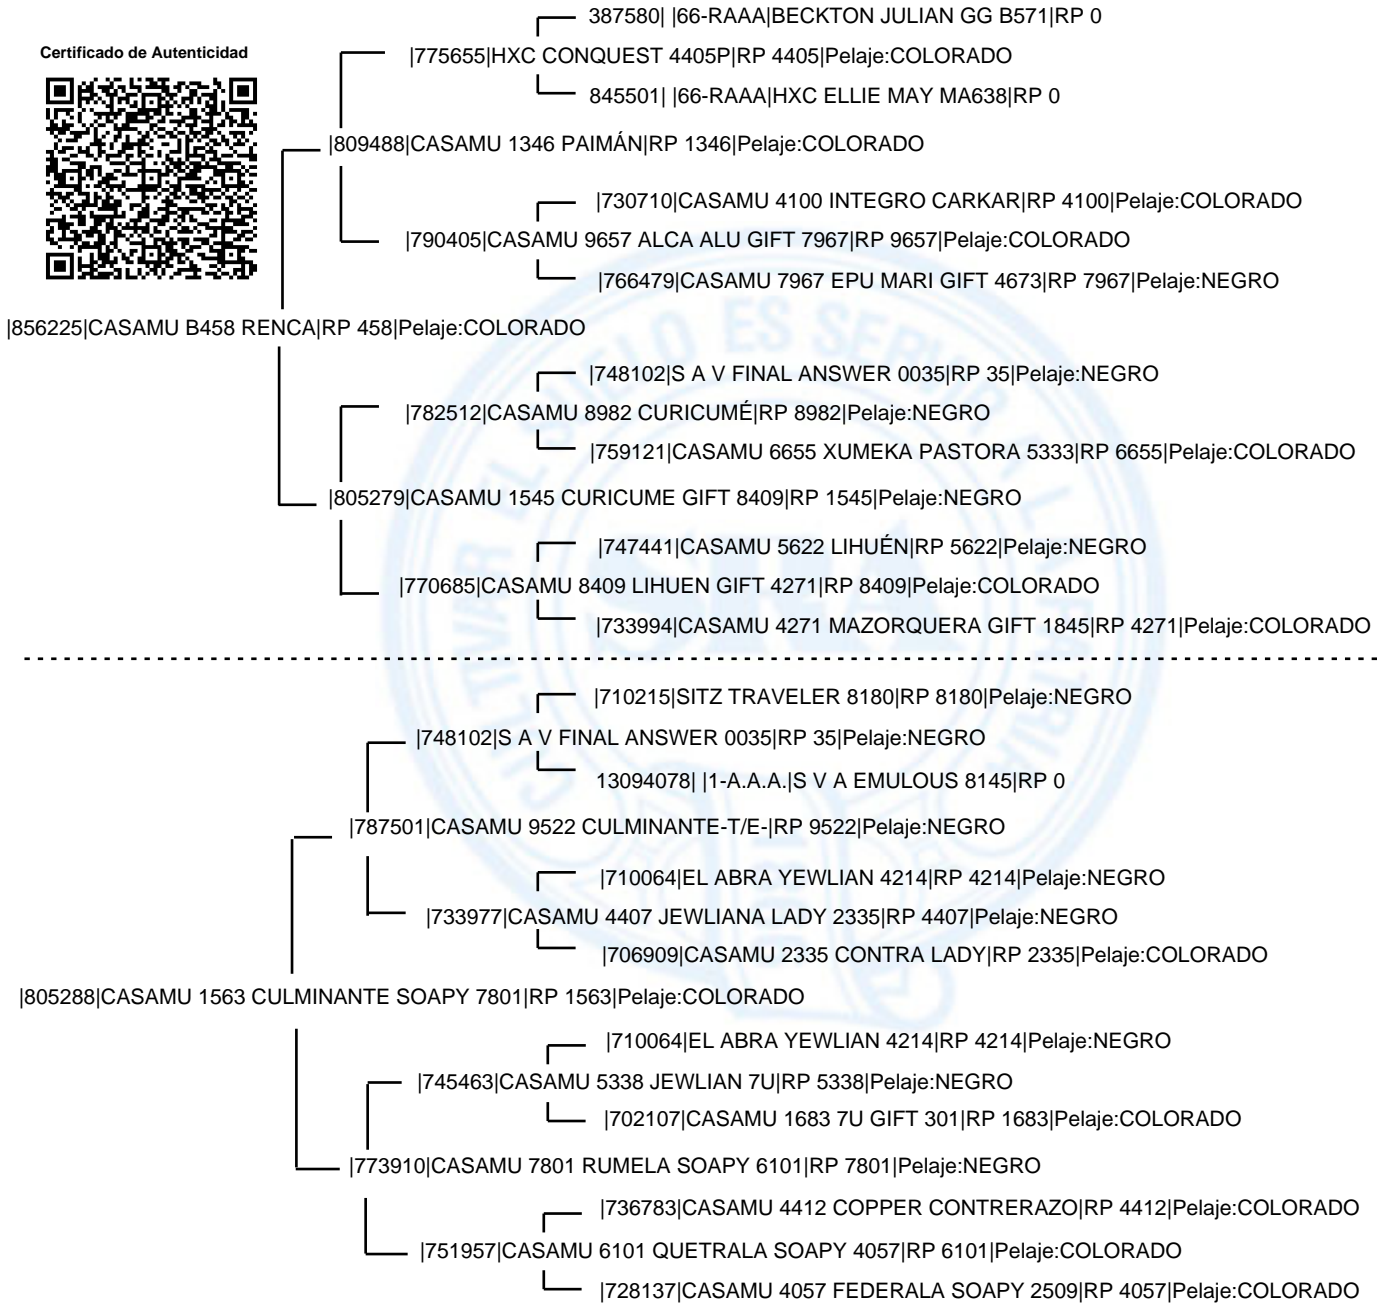 387580| |66-RAAA|BECKTON JULIAN GG B571|RP 0
Certificado de Autenticidad
|775655|HXC CONQUEST 4405P|RP 4405|Pelaje:COLORADO
845501| |66-RAAA|HXC ELLIE MAY MA638|RP 0
|809488|CASAMU 1346 PAIMÁN|RP 1346|Pelaje:COLORADO
|730710|CASAMU 4100 INTEGRO CARKAR|RP 4100|Pelaje:COLORADO
|790405|CASAMU 9657 ALCA ALU GIFT 7967|RP 9657|Pelaje:COLORADO
|766479|CASAMU 7967 EPU MARI GIFT 4673|RP 7967|Pelaje:NEGRO
|856225|CASAMU B458 RENCA|RP 458|Pelaje:COLORADO
|748102|S A V FINAL ANSWER 0035|RP 35|Pelaje:NEGRO
|782512|CASAMU 8982 CURICUMÉ|RP 8982|Pelaje:NEGRO
|759121|CASAMU 6655 XUMEKA PASTORA 5333|RP 6655|Pelaje:COLORADO
|805279|CASAMU 1545 CURICUME GIFT 8409|RP 1545|Pelaje:NEGRO
|747441|CASAMU 5622 LIHUÉN|RP 5622|Pelaje:NEGRO
|770685|CASAMU 8409 LIHUEN GIFT 4271|RP 8409|Pelaje:COLORADO
|733994|CASAMU 4271 MAZORQUERA GIFT 1845|RP 4271|Pelaje:COLORADO
|710215|SITZ TRAVELER 8180|RP 8180|Pelaje:NEGRO
|748102|S A V FINAL ANSWER 0035|RP 35|Pelaje:NEGRO
13094078| |1-A.A.A.|S V A EMULOUS 8145|RP 0
|787501|CASAMU 9522 CULMINANTE-T/E-|RP 9522|Pelaje:NEGRO
|710064|EL ABRA YEWLIAN 4214|RP 4214|Pelaje:NEGRO
|733977|CASAMU 4407 JEWLIANA LADY 2335|RP 4407|Pelaje:NEGRO
|706909|CASAMU 2335 CONTRA LADY|RP 2335|Pelaje:COLORADO
|805288|CASAMU 1563 CULMINANTE SOAPY 7801|RP 1563|Pelaje:COLORADO
|710064|EL ABRA YEWLIAN 4214|RP 4214|Pelaje:NEGRO
|745463|CASAMU 5338 JEWLIAN 7U|RP 5338|Pelaje:NEGRO
|702107|CASAMU 1683 7U GIFT 301|RP 1683|Pelaje:COLORADO
|773910|CASAMU 7801 RUMELA SOAPY 6101|RP 7801|Pelaje:NEGRO
|736783|CASAMU 4412 COPPER CONTRERAZO|RP 4412|Pelaje:COLORADO
|751957|CASAMU 6101 QUETRALA SOAPY 4057|RP 6101|Pelaje:COLORADO
|728137|CASAMU 4057 FEDERALA SOAPY 2509|RP 4057|Pelaje:COLORADO
CULTIVAR EL SUELO ES SERVIR A LA PATRIA
SRA
1866